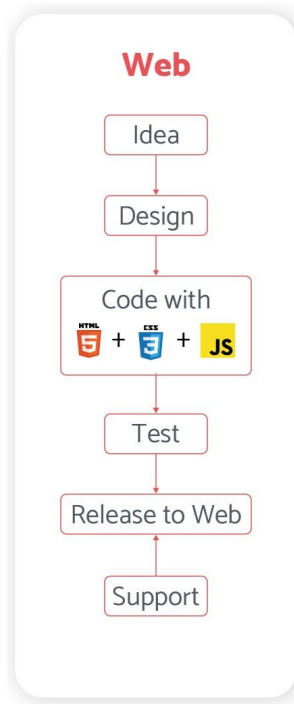 Web
Idea
Design
Code with
HTML CSS
5 + 3 + JS
Test
Release to Web
Support